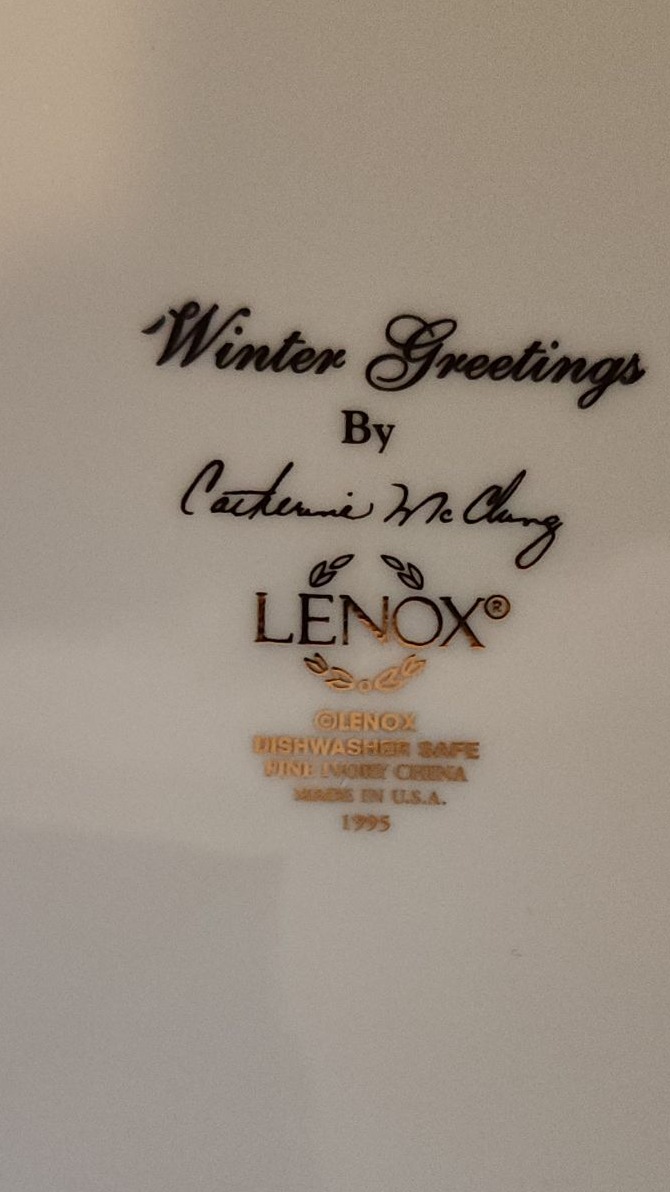 Winter Greetings
By
Catherine McClung
LENOX®
©LENOX
DISHWASHER SAFE
FINE IVORY CHINA
MADE IN U.S.A.
1995